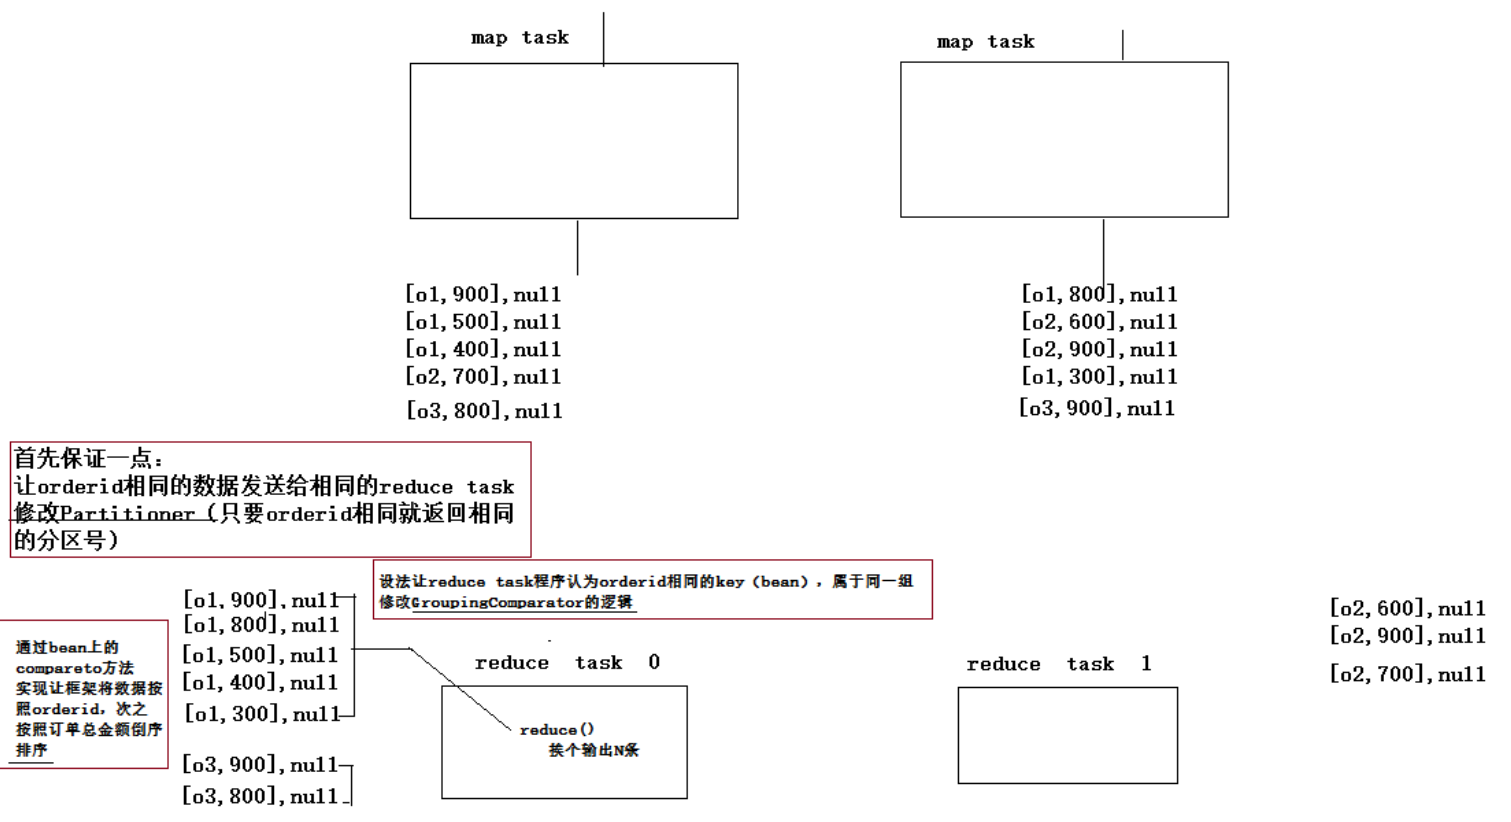 map task
map task
[o1,900],null
[o1,500],null
[o1,400],null
[o2,700],null
[o3,800],null
[o1,800],null
[o2,600],null
[o2,900],null
[o1,300],null
[o3,900],null
首先保证一点：
让orderid相同的数据发送给相同的reduce task
修改Partitioner（只要orderid相同就返回相同
的分区号）
设法让reduce task程序认为orderid相同的key（bean），属于同一组
修改GroupingComparator的逻辑
[o1,900],null
[o1,800],null
[o1,500],null
[o1,400],null
[o1,300],null
[o3,900],null
[o3,800],null
通过bean上的
compareto方法
实现让框架将数据按
照orderid，次之
按照订单总金额倒序
排序
reduce task 0
reduce()
挨个输出N条
reduce task 1
[o2,600],null
[o2,900],null
[o2,700],null